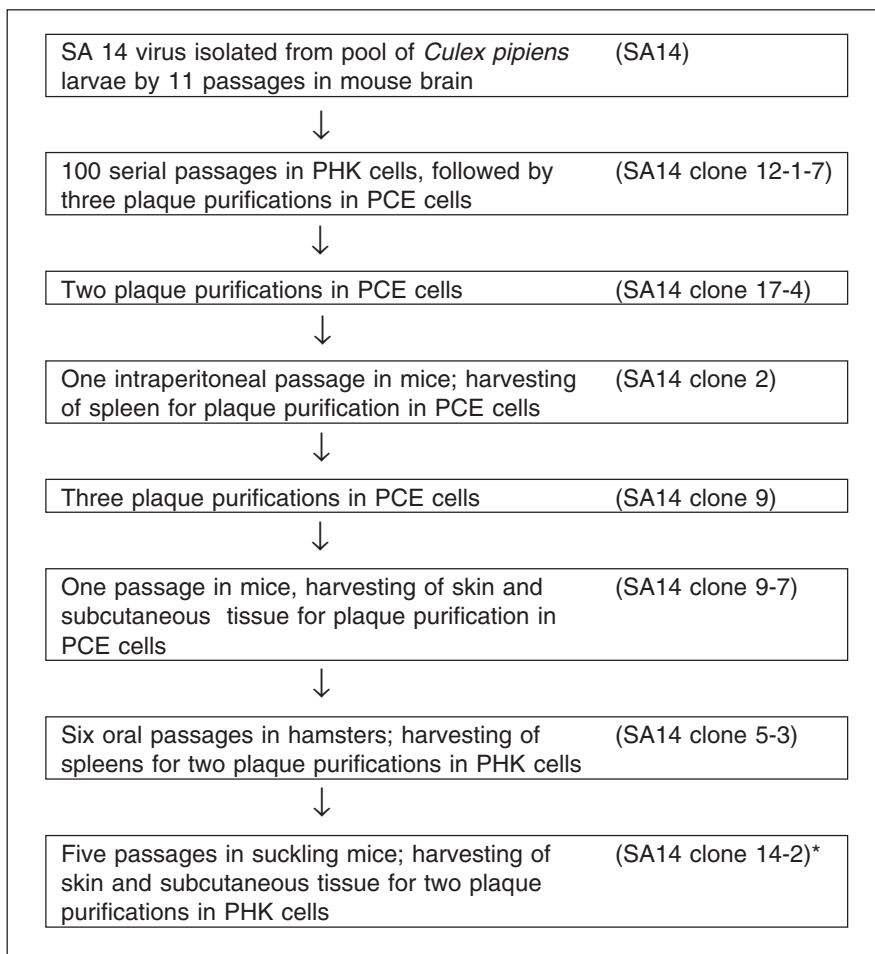 SA 14 virus isolated from pool of Culex pipiens (SA14)
larvae by 11 passages in mouse brain
↓
100 serial passages in PHK cells, followed by (SA14 clone 12-1-7)
three plaque purifications in PCE cells
↓
Two plaque purifications in PCE cells (SA14 clone 17-4)
↓
One intraperitoneal passage in mice; harvesting (SA14 clone 2)
of spleen for plaque purification in PCE cells
↓
Three plaque purifications in PCE cells (SA14 clone 9)
↓
One passage in mice, harvesting of skin and (SA14 clone 9-7)
subcutaneous tissue for plaque purification in
PCE cells
↓
Six oral passages in hamsters; harvesting of (SA14 clone 5-3)
spleens for two plaque purifications in PHK cells
↓
Five passages in suckling mice; harvesting of (SA14 clone 14-2)*
skin and subcutaneous tissue for two plaque
purifications in PHK cells